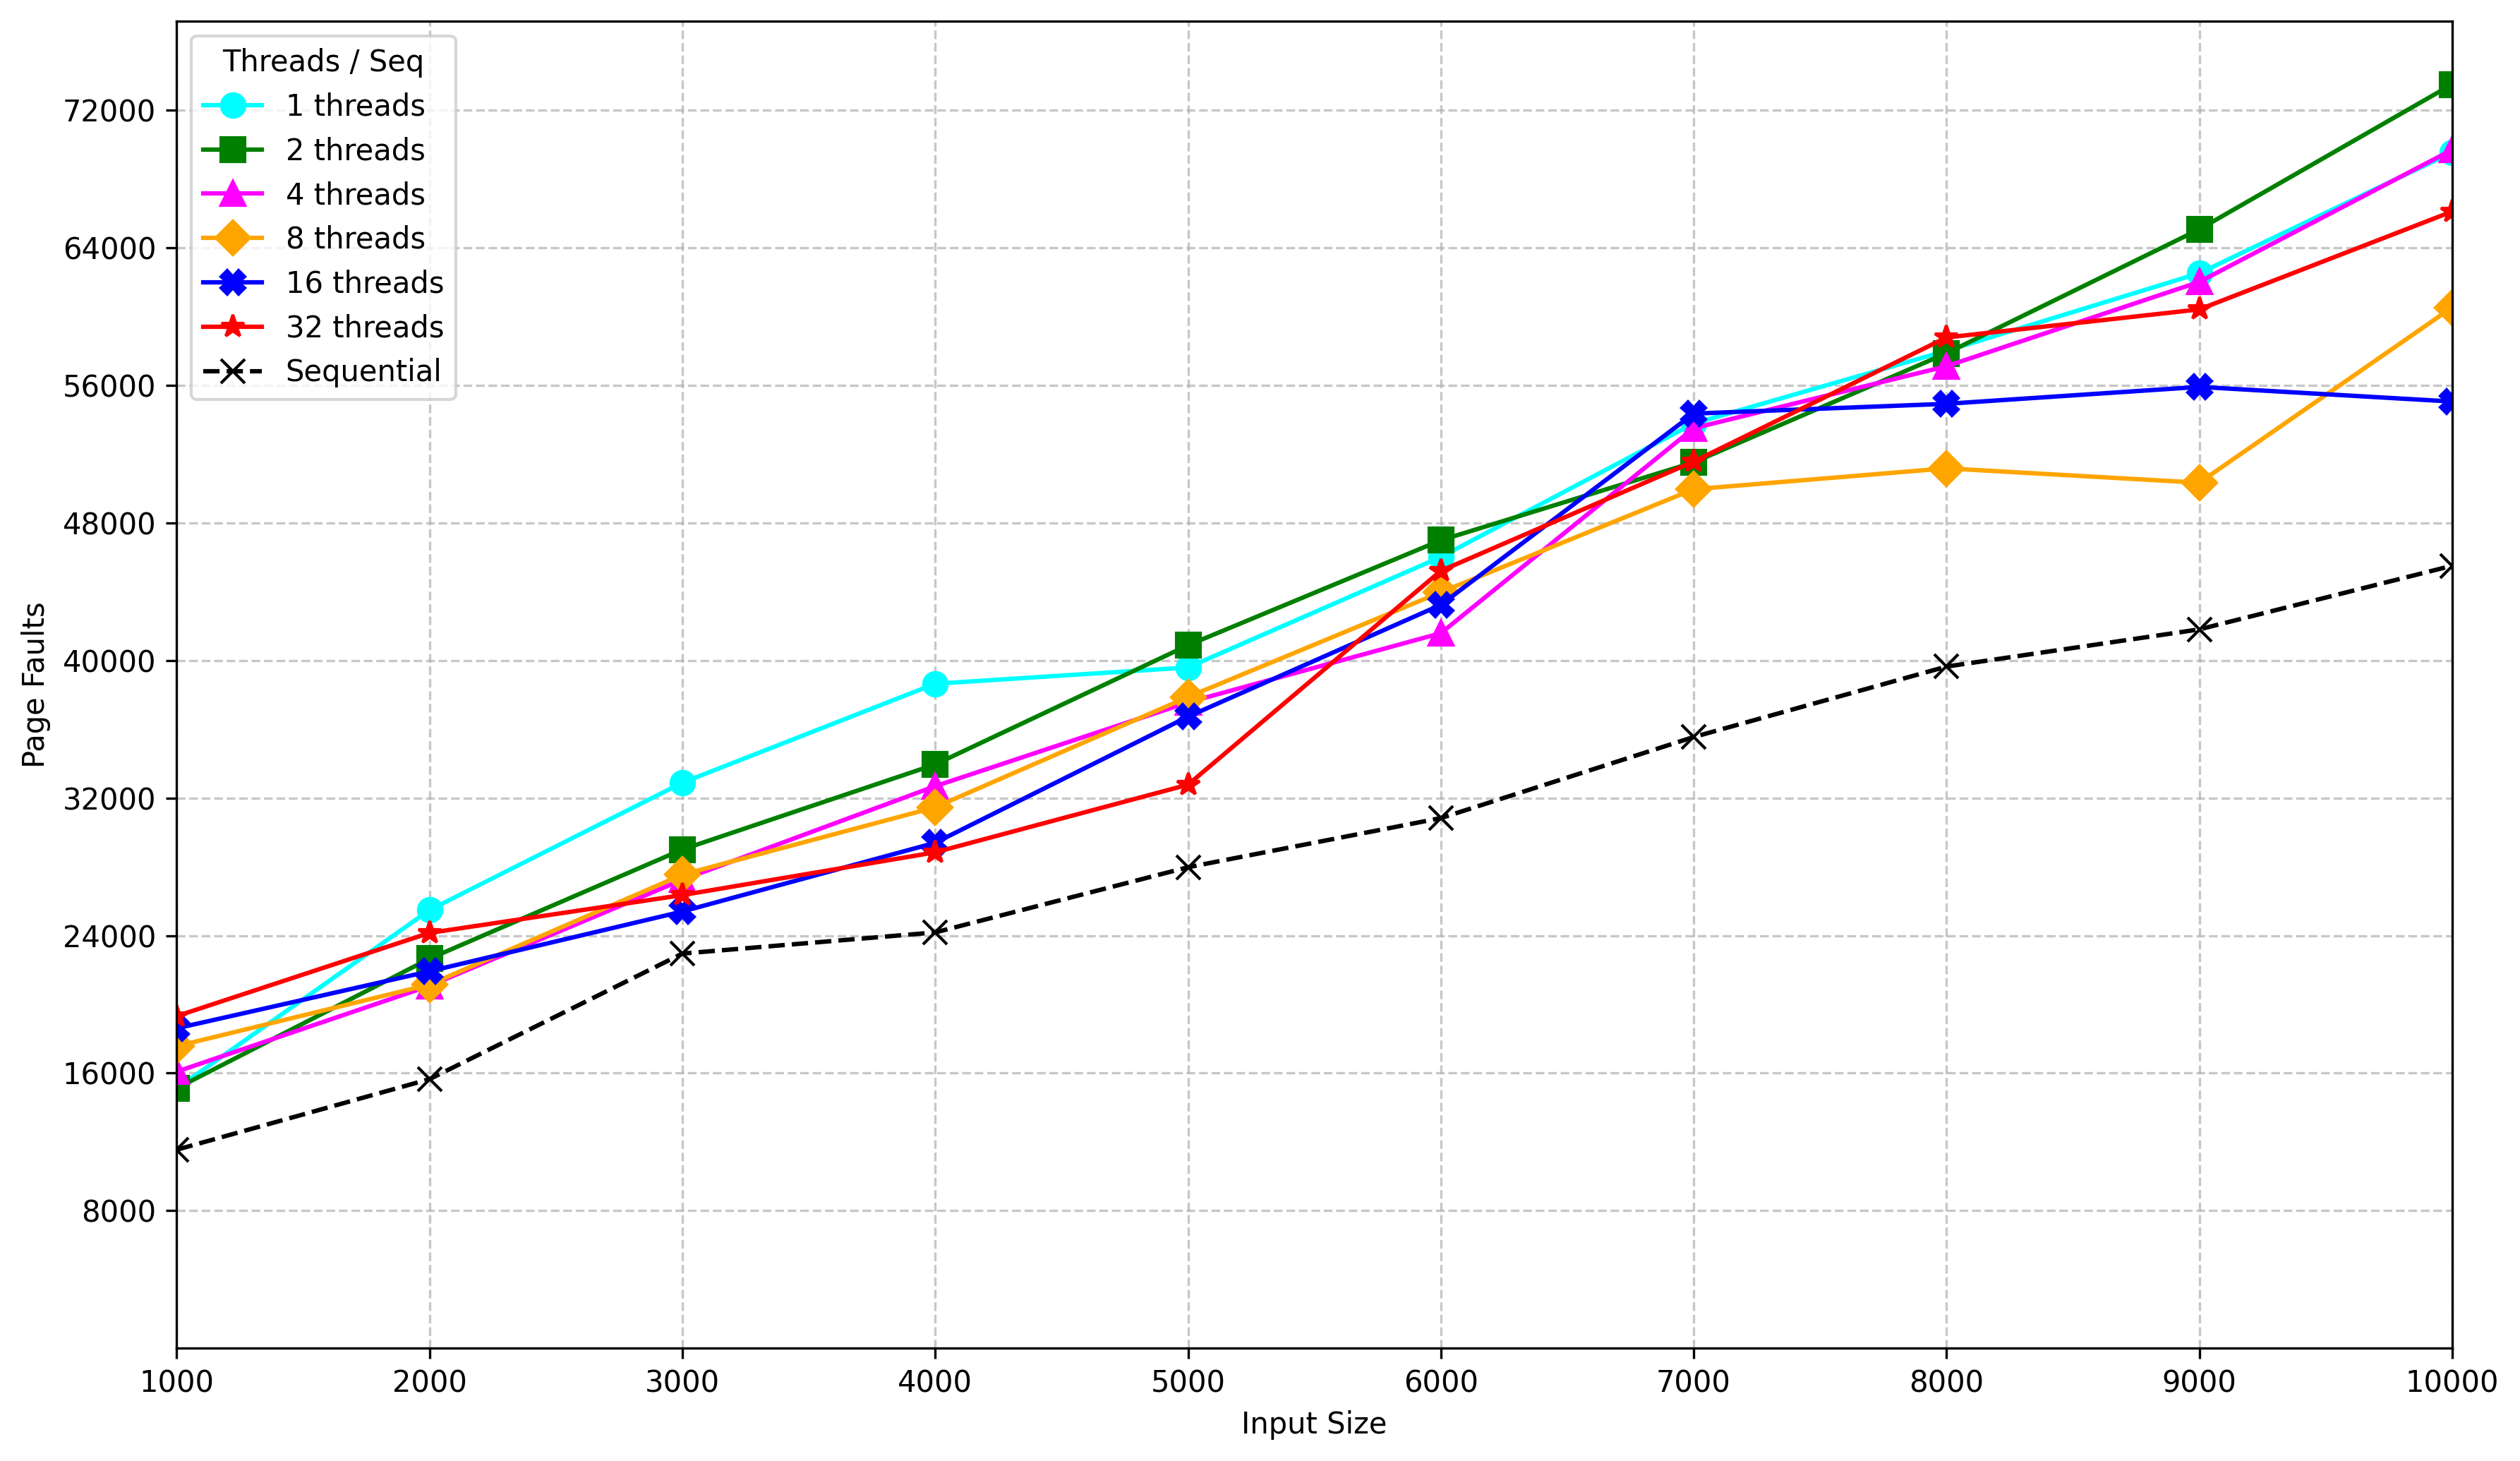 Threads / Seq
1 threads
2 threads
4 threads
8 threads
16 threads
32 threads
Sequential
72000
64000
56000
48000
40000
32000
24000
16000
8000
Page Faults
1000 2000 3000 4000 5000 6000 7000 8000 9000 10000
Input Size